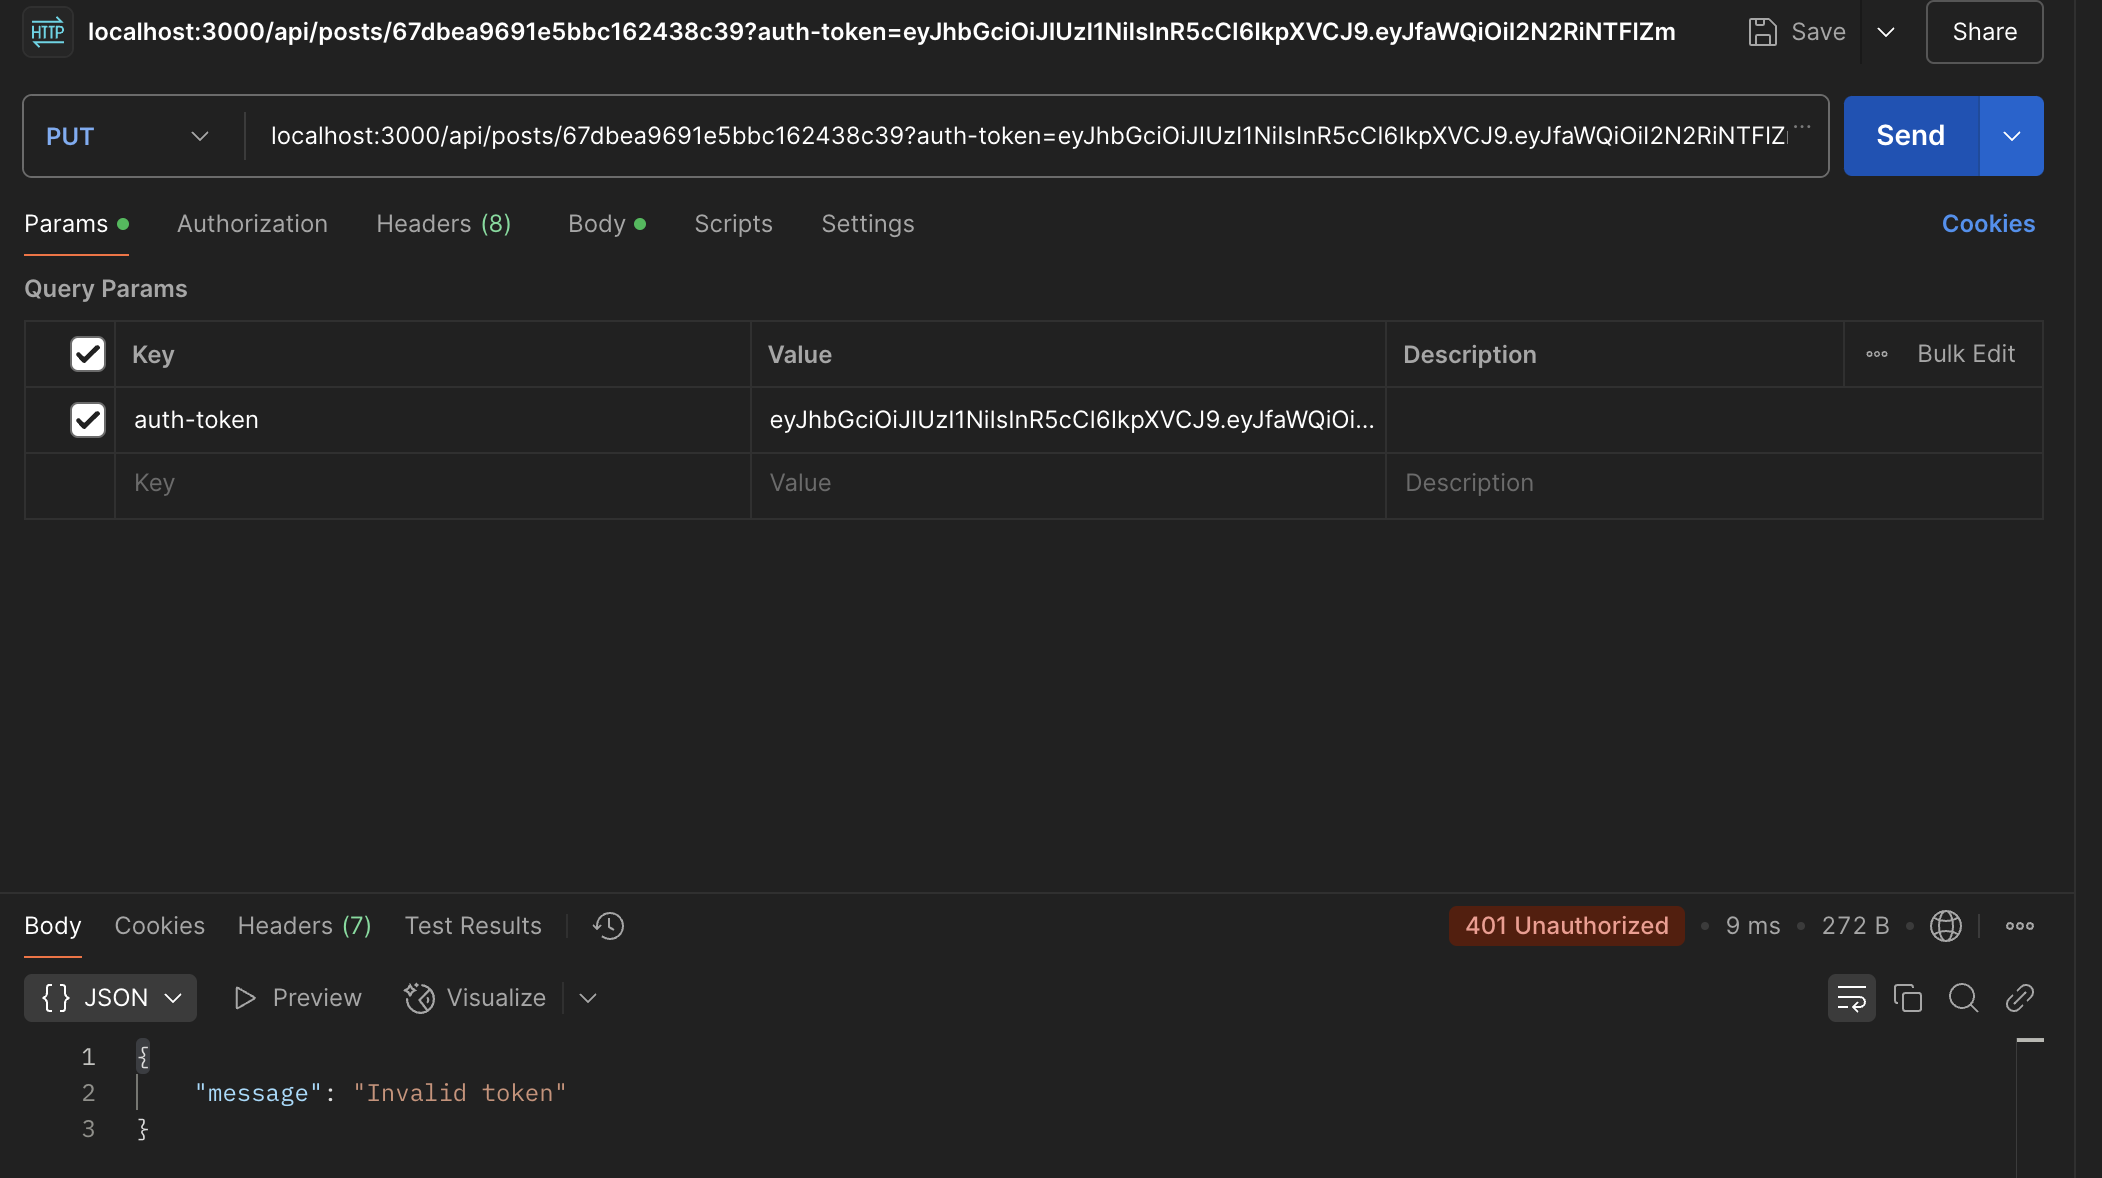 HTTP localhost:3000/api/posts/67dbea9691e5bbc162438c39?auth-token=eyJhbGciOiJIUzI1NiIsInR5cCI6IkpXVCJ9.eyJfaWQiOiI2N2RiNTFlZm Save Share
PUT localhost:3000/api/posts/67dbea9691e5bbc162438c39?auth-token=eyJhbGciOiJIUzI1NiIsInR5cCI6IkpXVCJ9.eyJfaWQiOiI2N2RiNTFlZ ... Send
Params Authorization Headers (8) Body Scripts Settings Cookies
Query Params
Key Value Description Bulk Edit
auth-token eyJhbGciOiJIUzI1NiIsInR5cCI6IkpXVCJ9.eyJfaWQiOi...
Key Value Description
Body Cookies Headers (7) Test Results 401 Unauthorized • 9 ms • 272 B •
{} JSON Preview Visualize
1 {
2 "message": "Invalid token"
3 }